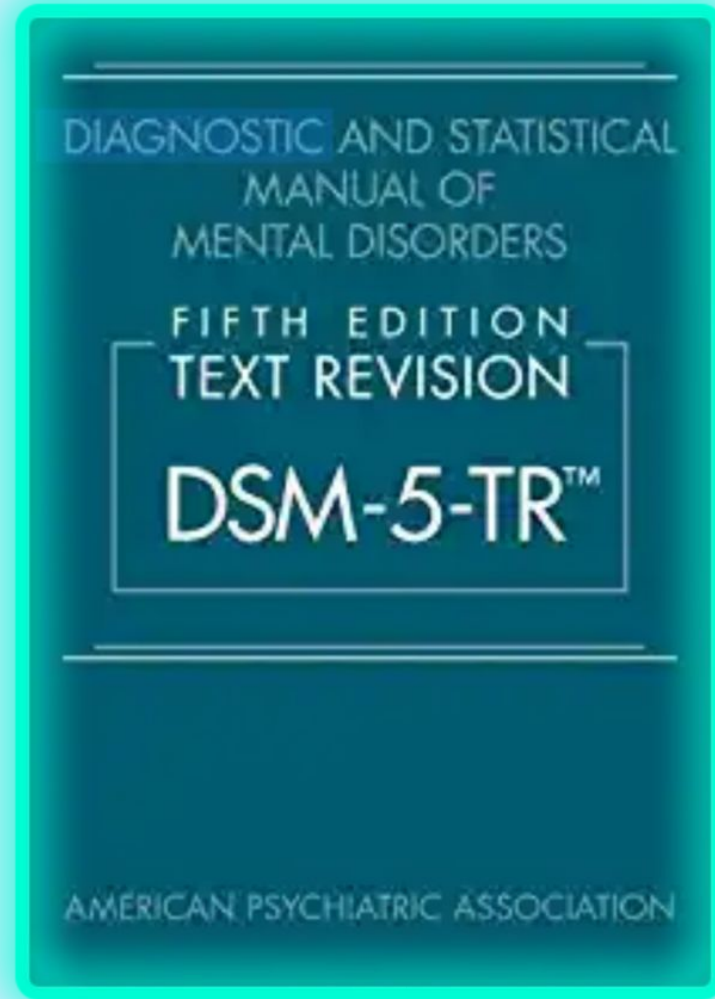 DIAGNOSTIC AND STATISTICAL
MANUAL OF
MENTAL DISORDERS
FIFTH EDITION
TEXT REVISION
DSM-5-TR™
AMERICAN PSYCHIATRIC ASSOCIATION